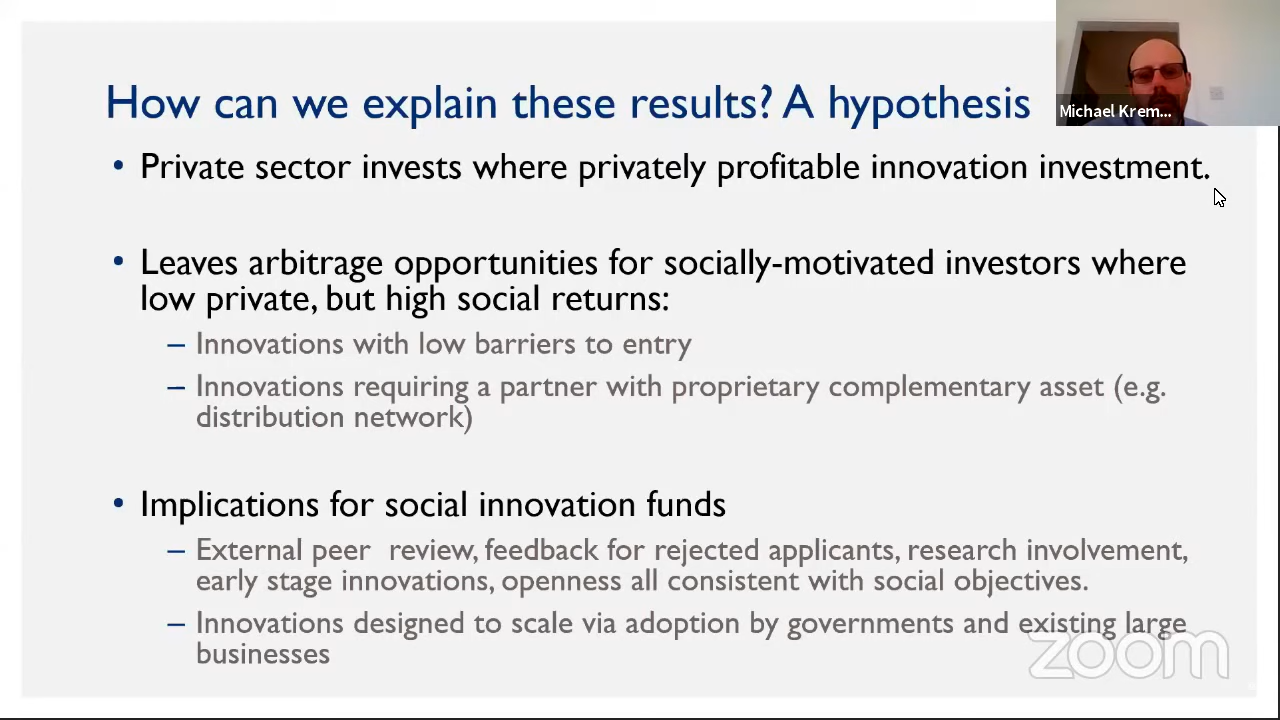 How can we explain these results? A hypothesis
Michael Krem...
• Private sector invests where privately profitable innovation investment.
• Leaves arbitrage opportunities for socially-motivated investors where
low private, but high social returns:
– Innovations with low barriers to entry
– Innovations requiring a partner with proprietary complementary asset (e.g.
distribution network)
• Implications for social innovation funds
– External peer  review, feedback for rejected applicants, research involvement,
early stage innovations, openness all consistent with social objectives.
– Innovations designed to scale via adoption by governments and existing large
businesses
zoom